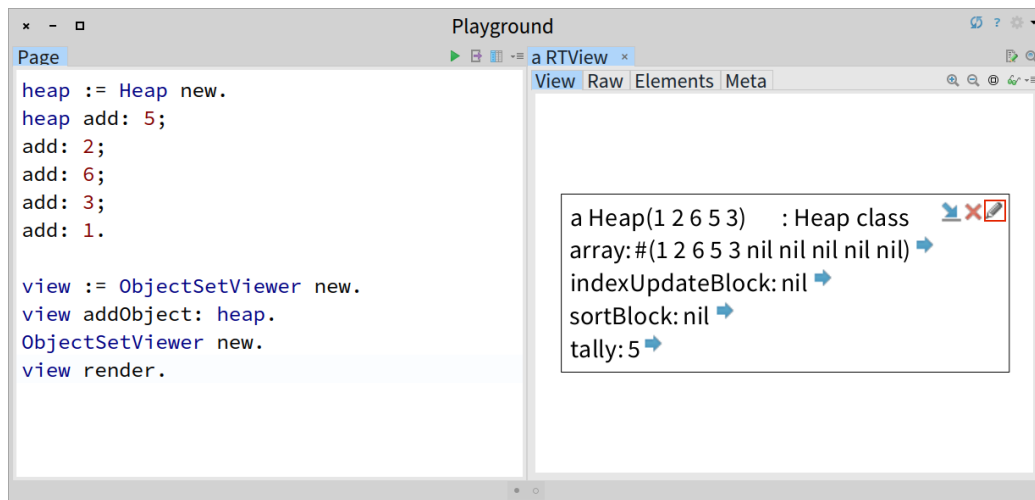 Playground
Page
heap := Heap new.
heap add: 5;
add: 2;
add: 6;
add: 3;
add: 1.
view := ObjectSetViewer new.
view addObject: heap.
ObjectSetViewer new.
view render.
a RTView ×
View Raw Elements Meta
a Heap(1 2 6 5 3) : Heap class
array: #(1 2 6 5 3 nil nil nil nil nil)
indexUpdateBlock: nil
sortBlock: nil
tally: 5